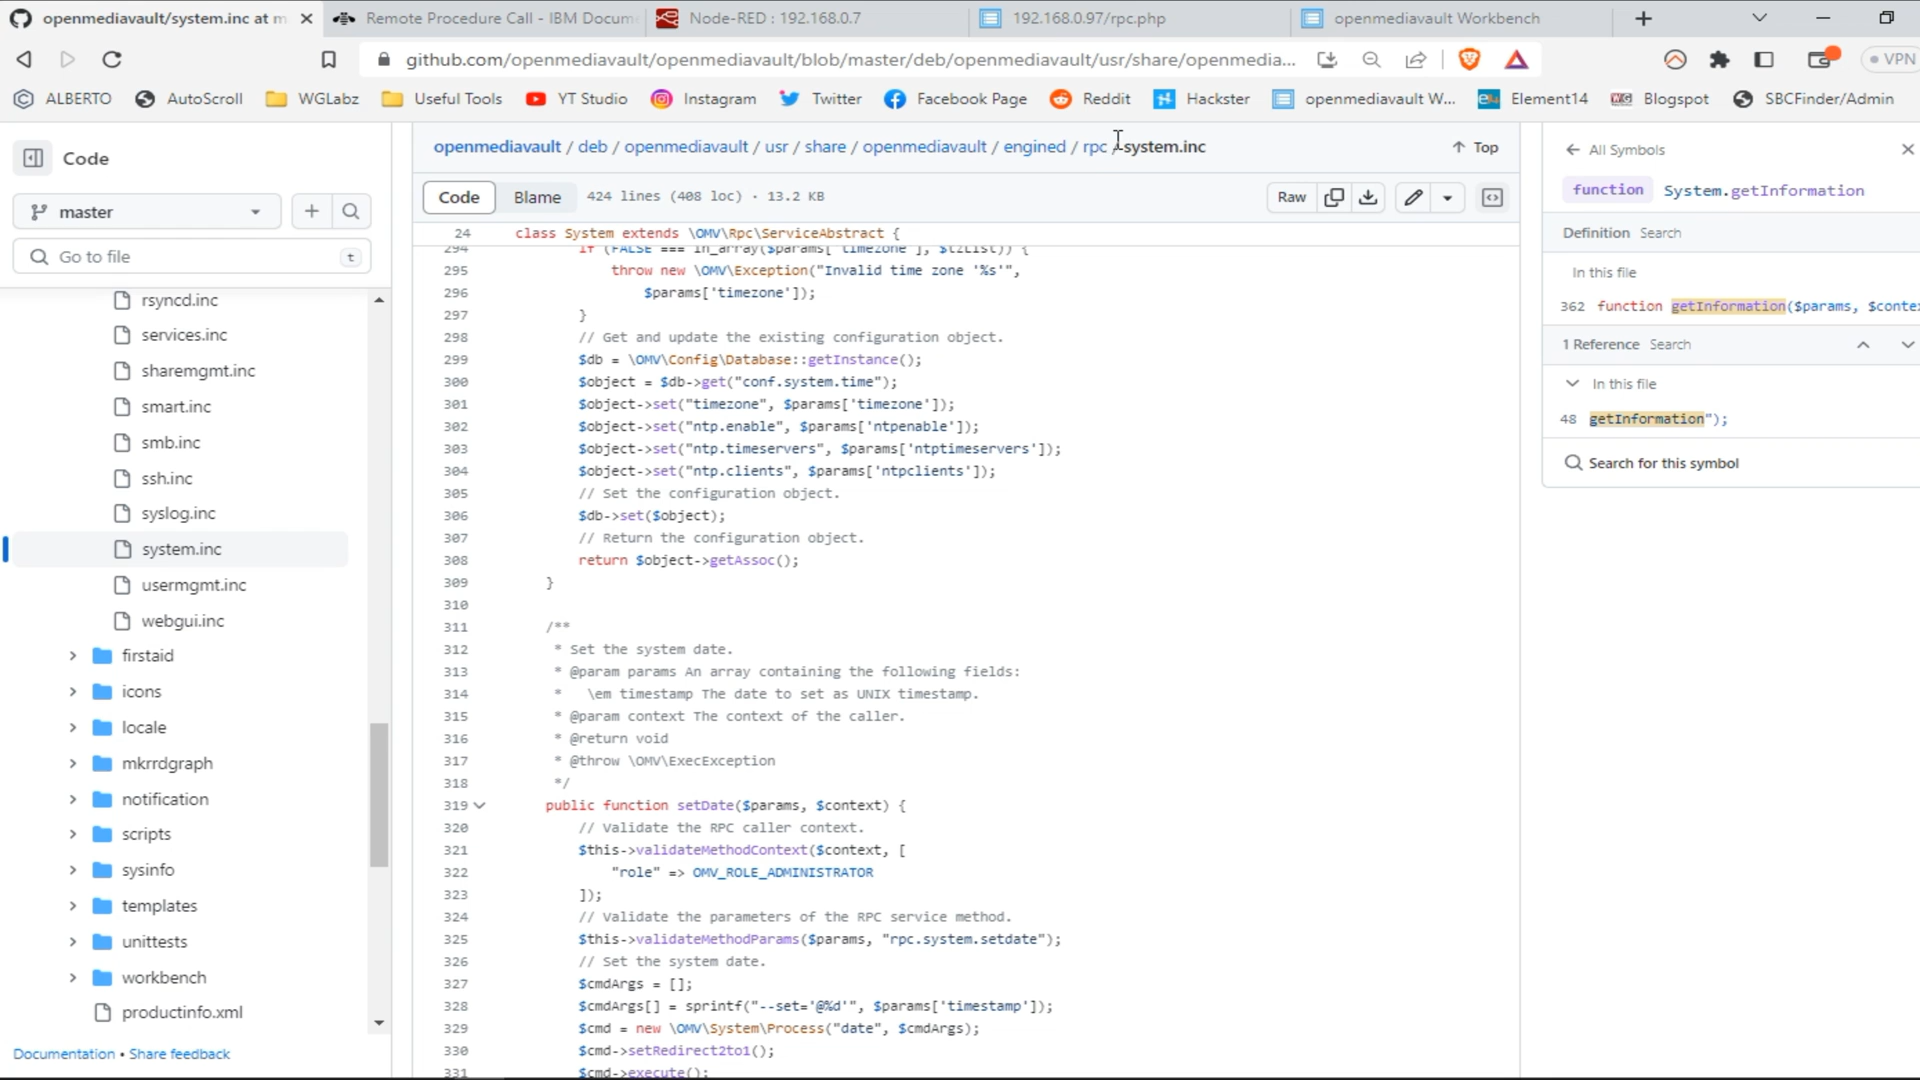 openmediavault/system.inc at m
Remote Procedure Call - IBM Docum
Node-RED : 192.168.0.7
192.168.0.97/rpc.php
openmediavault Workbench
github.com/openmediavault/openmediavault/blob/master/deb/openmediavault/usr/share/openmedia...
VPN
ALBERTO
AutoScroll
WGLabz
Useful Tools
YT Studio
Instagram
Twitter
Facebook Page
Reddit
Hackster
openmediavault W...
Element14
Blogspot
SBCFinder/Admin
Code
master
Go to file
t
rsyncd.inc
services.inc
sharemgmt.inc
smart.inc
smb.inc
ssh.inc
syslog.inc
system.inc
usermgmt.inc
webgui.inc
firstaid
icons
locale
mkrrdgraph
notification
scripts
sysinfo
templates
unittests
workbench
productinfo.xml
Documentation • Share feedback
openmediavault / deb / openmediavault / usr / share / openmediavault / engined / rpc / system.inc
Top
Code
Blame
424 lines (408 loc) · 13.2 KB
Raw
24 class System extends \OMV\Rpc\ServiceAbstract {
294 if (FALSE === in_array($params['timezone'], $tzList)) {
295 throw new \OMV\Exception("Invalid time zone '%s'",
296 $params['timezone']);
297 }
298 // Get and update the existing configuration object.
299 $db = \OMV\Config\Database::getInstance();
300 $object = $db->get("conf.system.time");
301 $object->set("timezone", $params['timezone']);
302 $object->set("ntp.enable", $params['ntpenable']);
303 $object->set("ntp.timeservers", $params['ntptimeservers']);
304 $object->set("ntp.clients", $params['ntpclients']);
305 // Set the configuration object.
306 $db->set($object);
307 // Return the configuration object.
308 return $object->getAssoc();
309 }
310
311 /**
312 * Set the system date.
313 * @param params An array containing the following fields:
314 * \em timestamp The date to set as UNIX timestamp.
315 * @param context The context of the caller.
316 * @return void
317 * @throw \OMV\ExecException
318 */
319 public function setDate($params, $context) {
320 // Validate the RPC caller context.
321 $this->validateMethodContext($context, [
322 "role" => OMV_ROLE_ADMINISTRATOR
323 ]);
324 // Validate the parameters of the RPC service method.
325 $this->validateMethodParams($params, "rpc.system.setdate");
326 // Set the system date.
327 $cmdArgs = [];
328 $cmdArgs[] = sprintf("--set='@%d'", $params['timestamp']);
329 $cmd = new \OMV\System\Process("date", $cmdArgs);
330 $cmd->setRedirect2to1();
331 $cmd->execute();
All Symbols
function System.getInformation
Definition Search
In this file
362 function getInformation($params, $conte
1 Reference Search
In this file
48 getInformation");
Search for this symbol